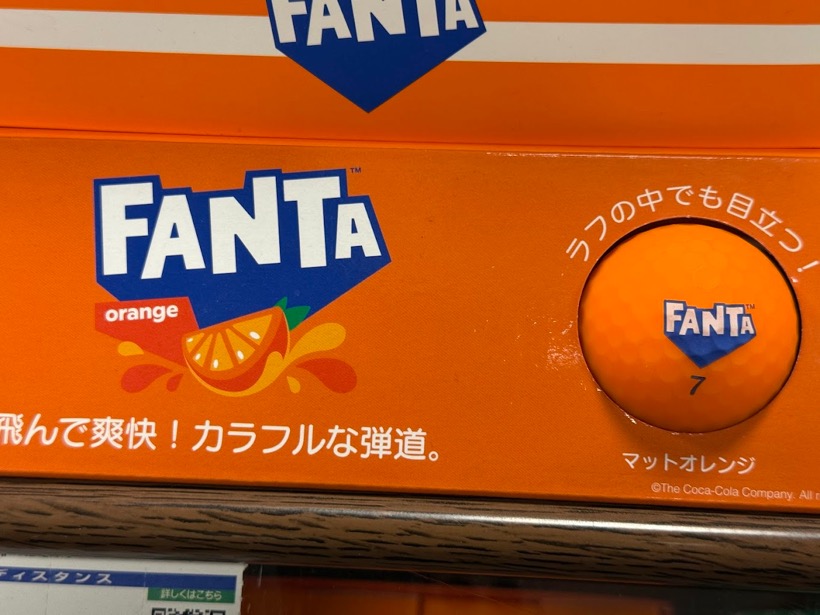 FANTA
FANTA™
orange
飛んで爽快！カラフルな弾道。
ラフの中でも目立つ！
FANTA™
7
マットオレンジ
©The Coca-Cola Company. All
ディスタンス
詳しくはこちら